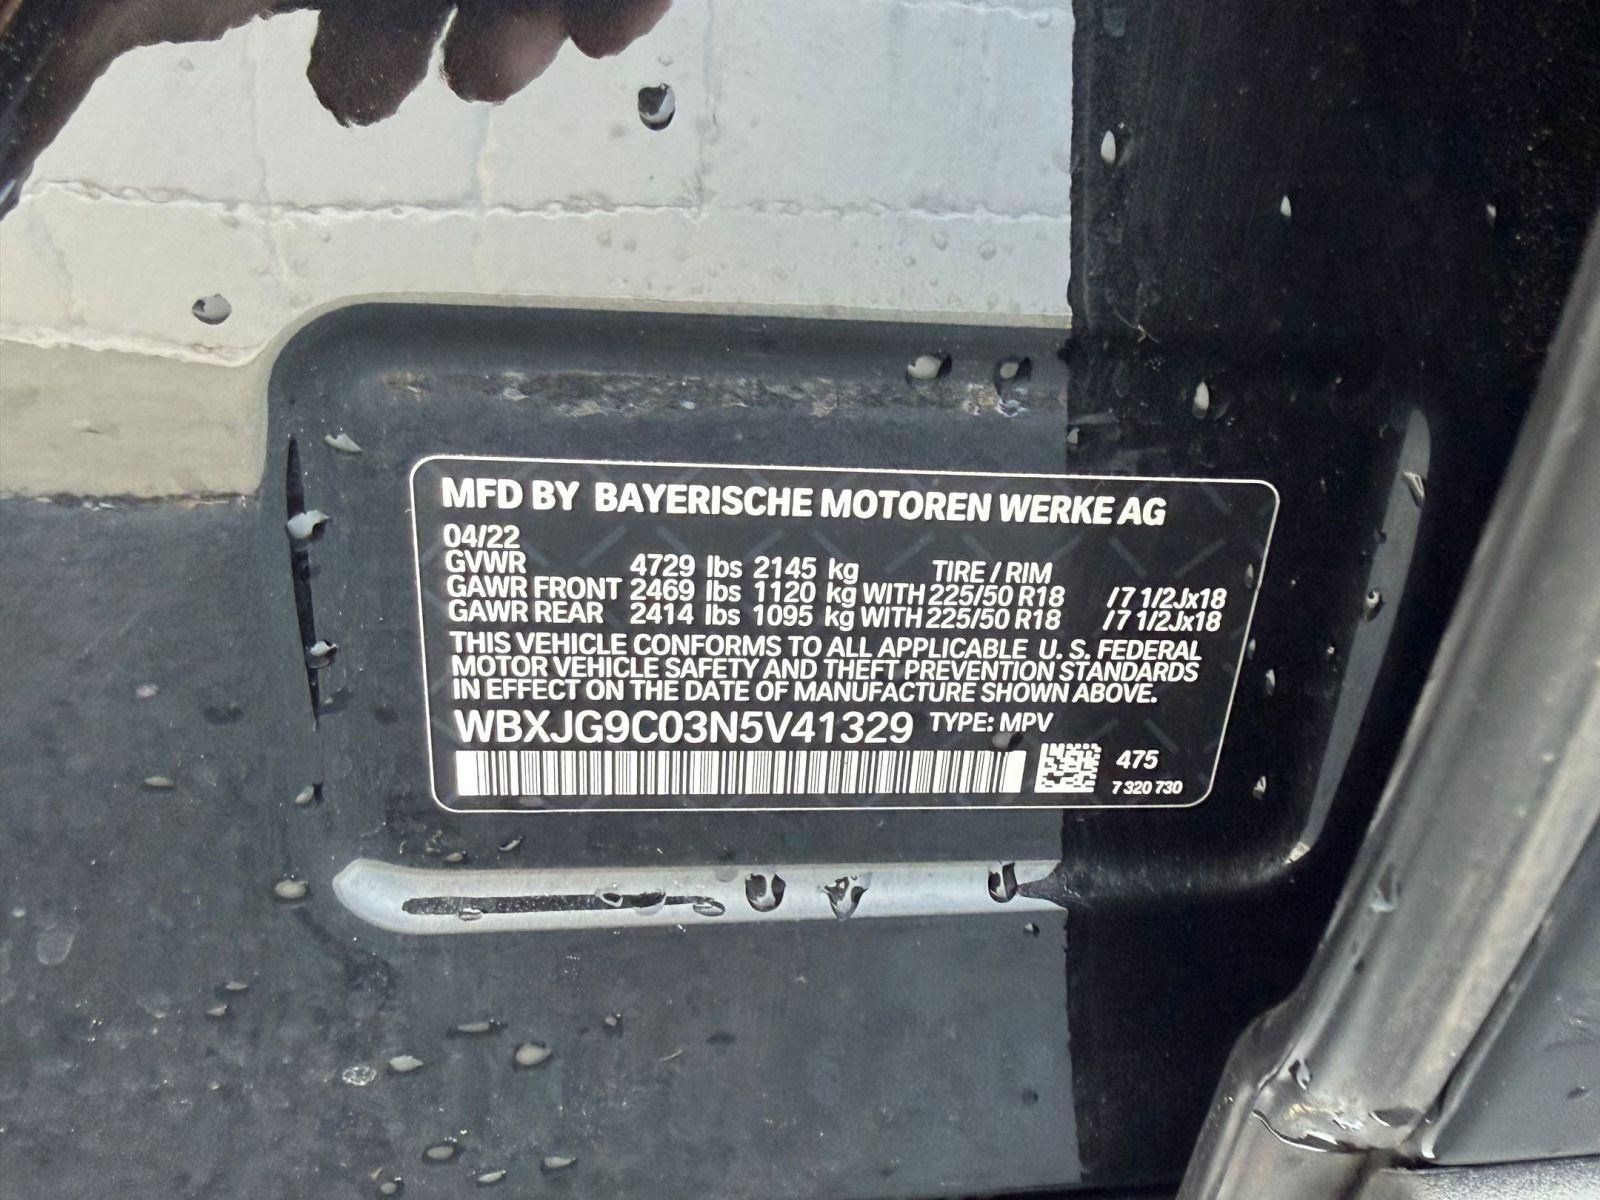 MFD BY BAYERISCHE MOTOREN WERKE AG
04/22
GVWR 4729 lbs 2145 kg TIRE / RIM
GAWR FRONT 2469 lbs 1120 kg WITH 225/50 R18 /7 1/2Jx18
GAWR REAR 2414 lbs 1095 kg WITH 225/50 R18 /7 1/2Jx18
THIS VEHICLE CONFORMS TO ALL APPLICABLE U. S. FEDERAL
MOTOR VEHICLE SAFETY AND THEFT PREVENTION STANDARDS
IN EFFECT ON THE DATE OF MANUFACTURE SHOWN ABOVE.
WBXJG9C03N5V41329 TYPE: MPV
475
7 320 730